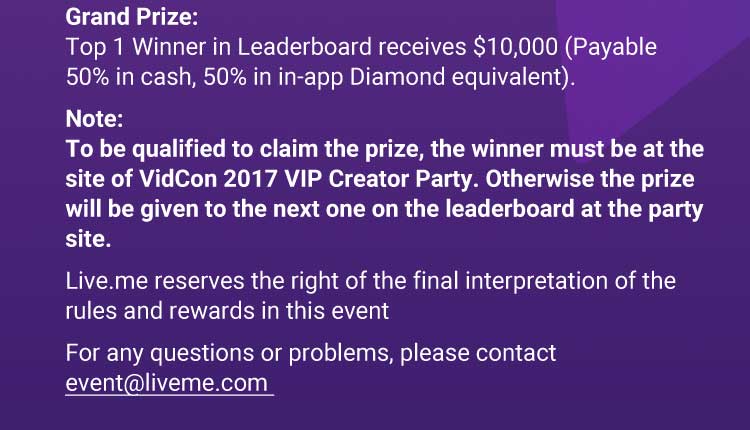 Grand Prize:
Top 1 Winner in Leaderboard receives $10,000 (Payable
50% in cash, 50% in in-app Diamond equivalent).
Note:
To be qualified to claim the prize, the winner must be at the
site of VidCon 2017 VIP Creator Party. Otherwise the prize
will be given to the next one on the leaderboard at the party
site.
Live.me reserves the right of the final interpretation of the
rules and rewards in this event
For any questions or problems, please contact
event@liveme.com